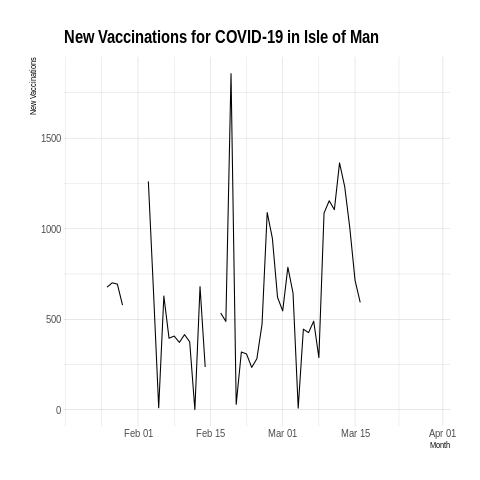 New Vaccinations for COVID-19 in Isle of Man
New Vaccinations
1500
1000
500
0
Feb 01 Feb 15 Mar 01 Mar 15 Apr 01
Month